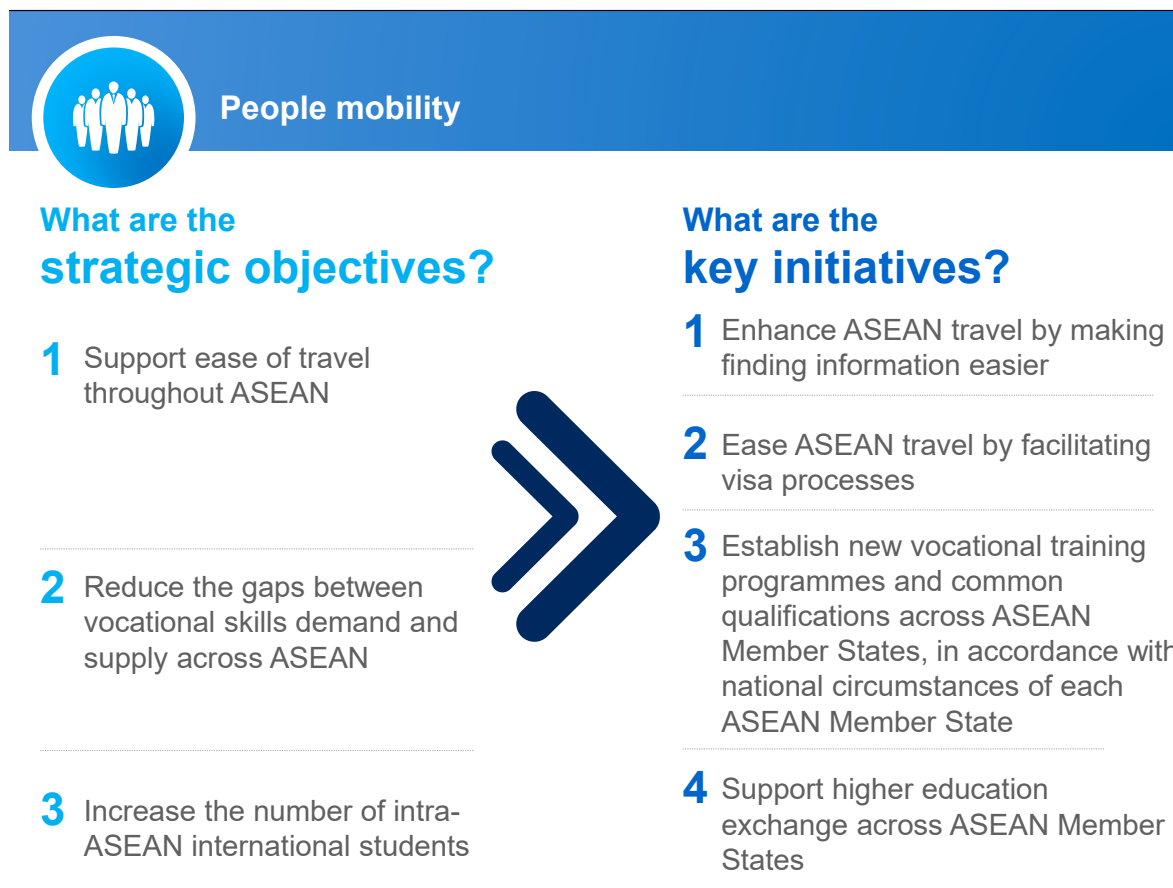 People mobility
What are the
strategic objectives?
1 Support ease of travel
throughout ASEAN
2 Reduce the gaps between
vocational skills demand and
supply across ASEAN
3 Increase the number of intra-
ASEAN international students
What are the
key initiatives?
1 Enhance ASEAN travel by making
finding information easier
2 Ease ASEAN travel by facilitating
visa processes
3 Establish new vocational training
programmes and common
qualifications across ASEAN
Member States, in accordance with
national circumstances of each
ASEAN Member State
4 Support higher education
exchange across ASEAN Member
States